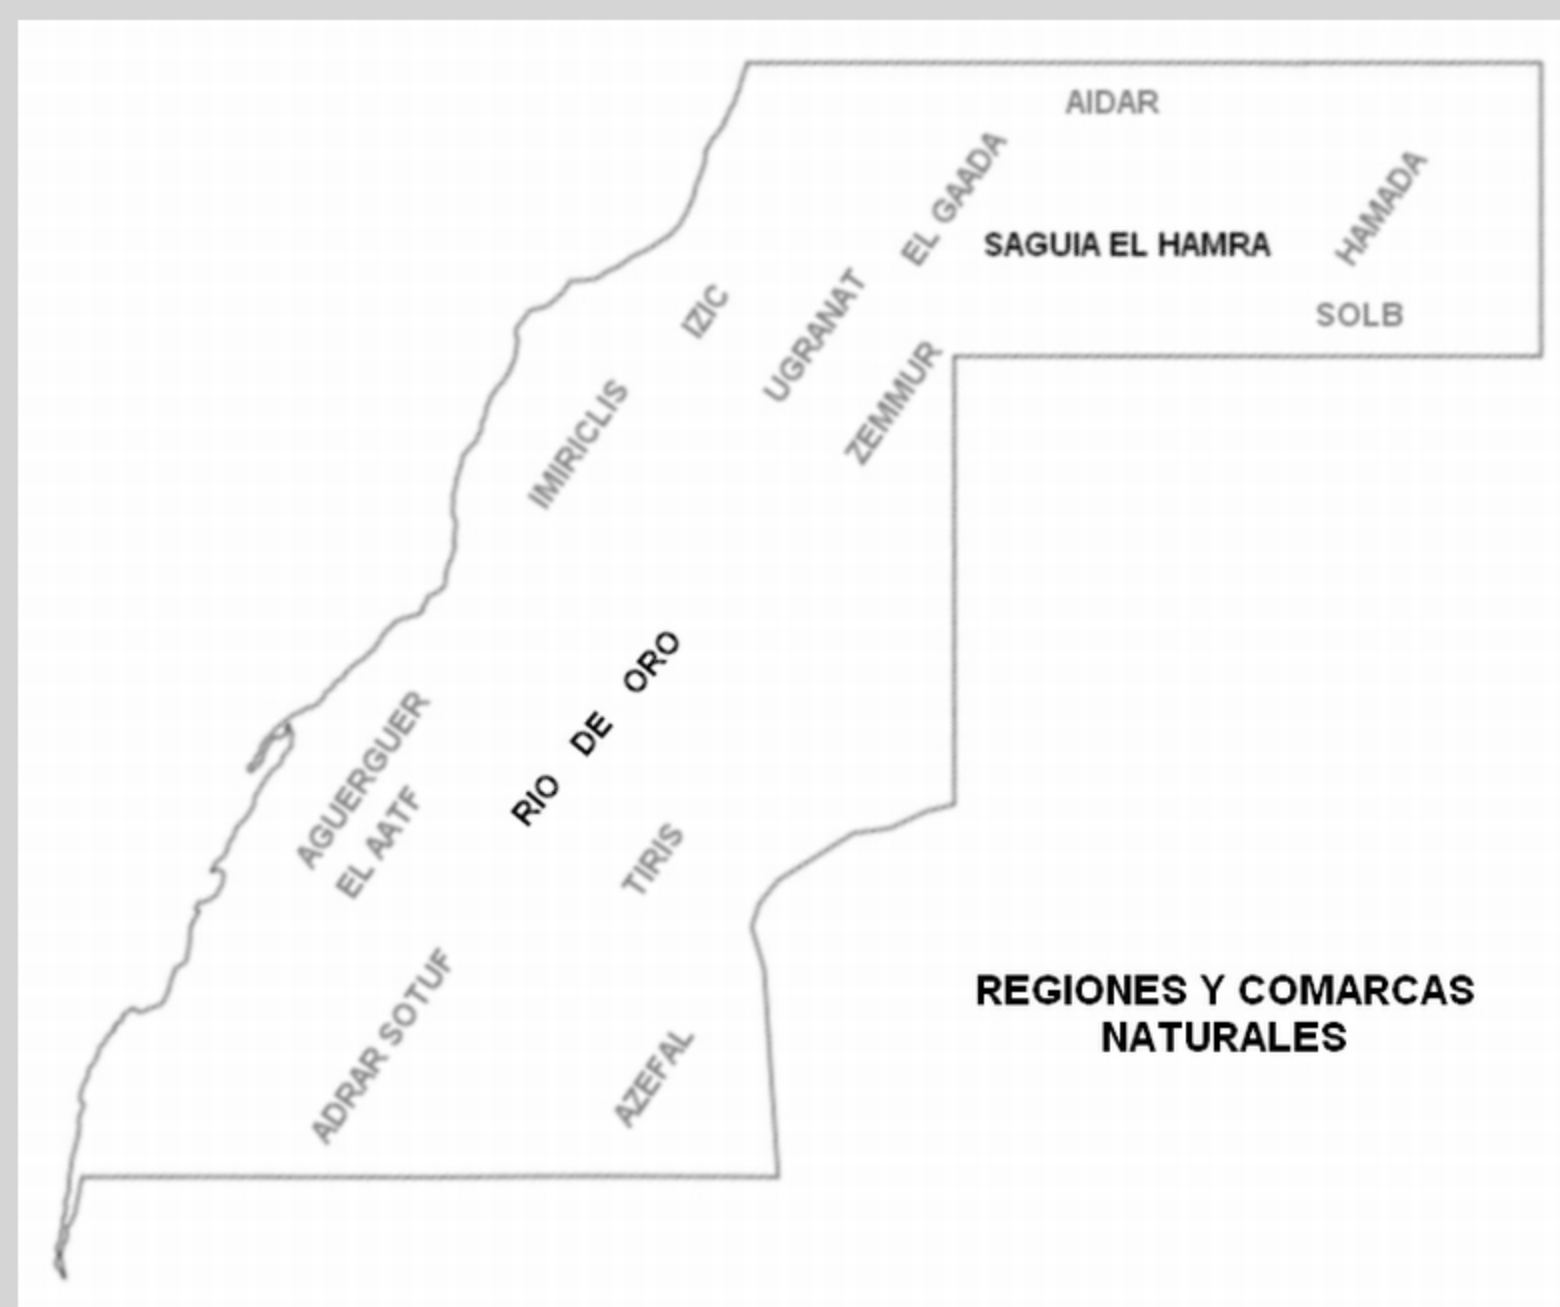 AIDAR
EL GAADA
HAMADA
SAGUIA EL HAMRA
IZIC
UGRANAT
SOLB
ZEMMUR
IMIRICLIS
RIO DE ORO
AGUERGUER
EL AATF
TIRIS
ADRAR SOTUF
AZEFAL
REGIONES Y COMARCAS
NATURALES